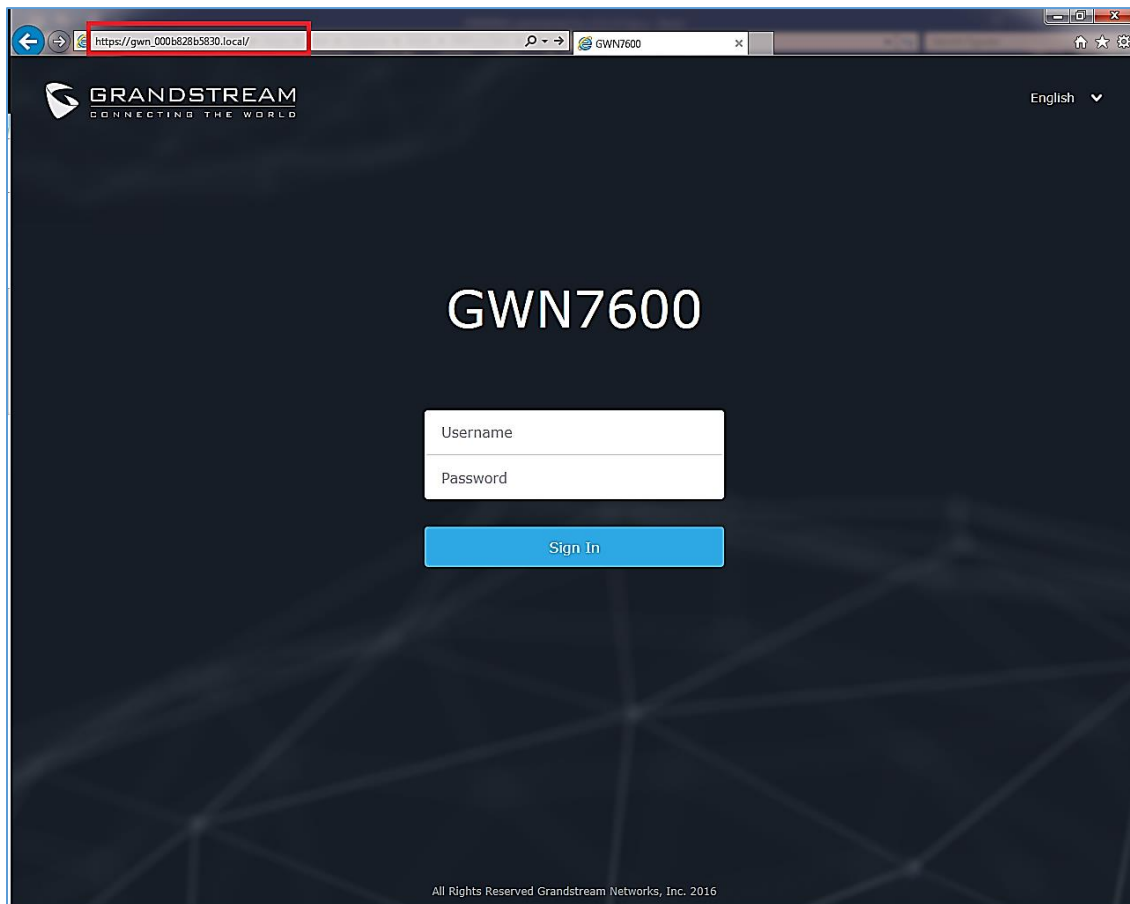 https://gwn_000b828b5830.local/
GWN7600
GRANDSTREAM
CONNECTING THE WORLD
English
GWN7600
Username
Password
Sign In
All Rights Reserved Grandstream Networks, Inc. 2016